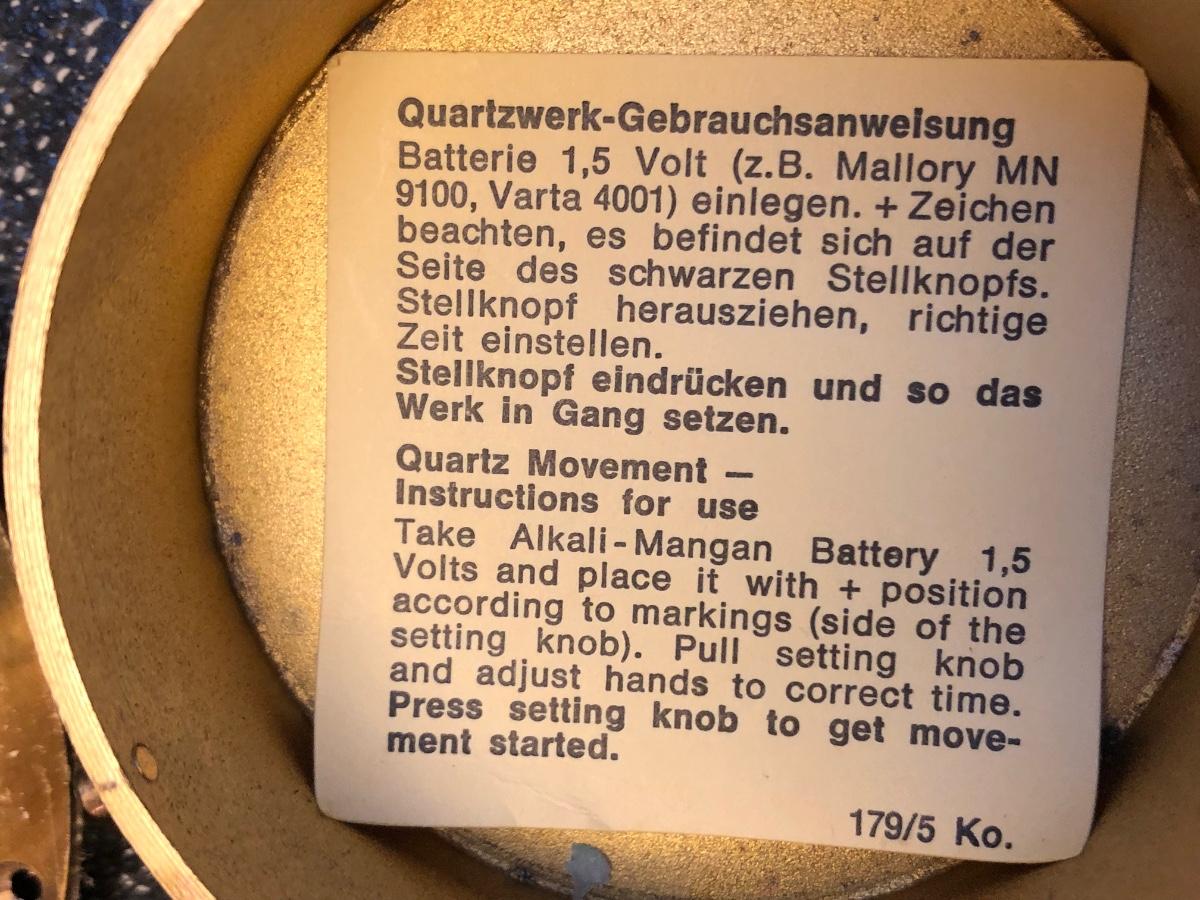 Quartzwerk-Gebrauchsanweisung
Batterie 1,5 Volt (z.B. Mallory MN
9100, Varta 4001) einlegen. + Zeichen
beachten, es befindet sich auf der
Seite des schwarzen Stellknopfs.
Stellknopf herausziehen, richtige
Zeit einstellen.
Stellknopf eindrücken und so das
Werk in Gang setzen.
Quartz Movement —
Instructions for use
Take Alkali-Mangan Battery 1,5
Volts and place it with + position
according to markings (side of the
setting knob). Pull setting knob
and adjust hands to correct time.
Press setting knob to get move-
ment started.
179/5 Ko.